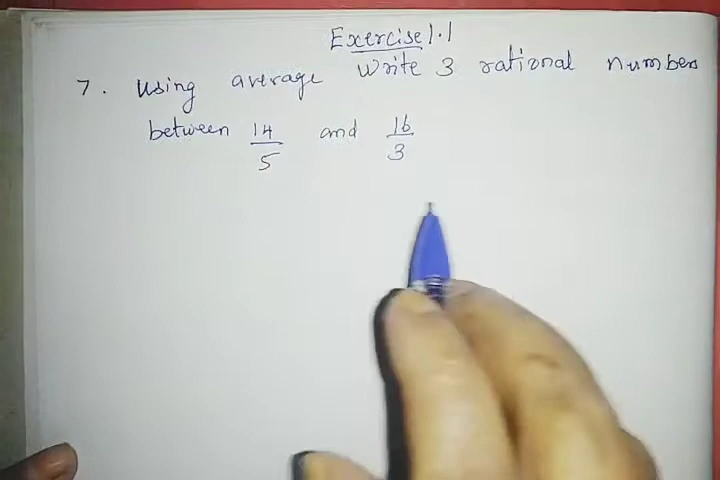 Exercise 1.1
7. Using average Write 3 rational numbers
between 14/5 and 16/3